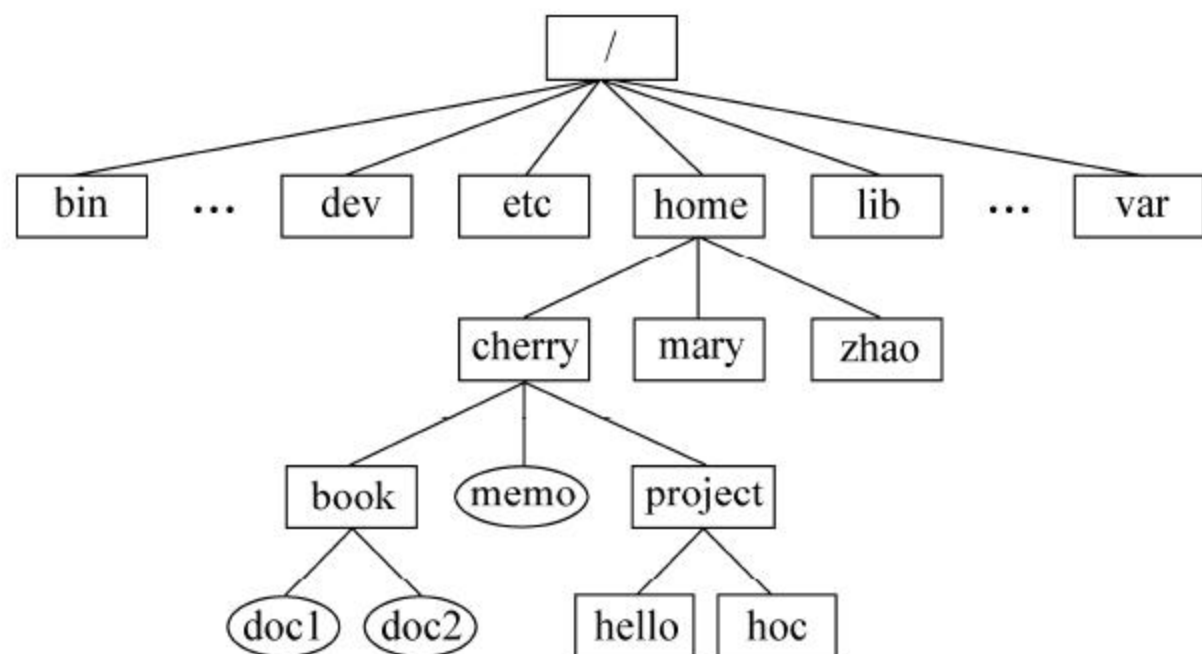 /
bin ... dev etc home lib ... var
cherry mary zhao
book memo project
doc1 doc2 hello hoc